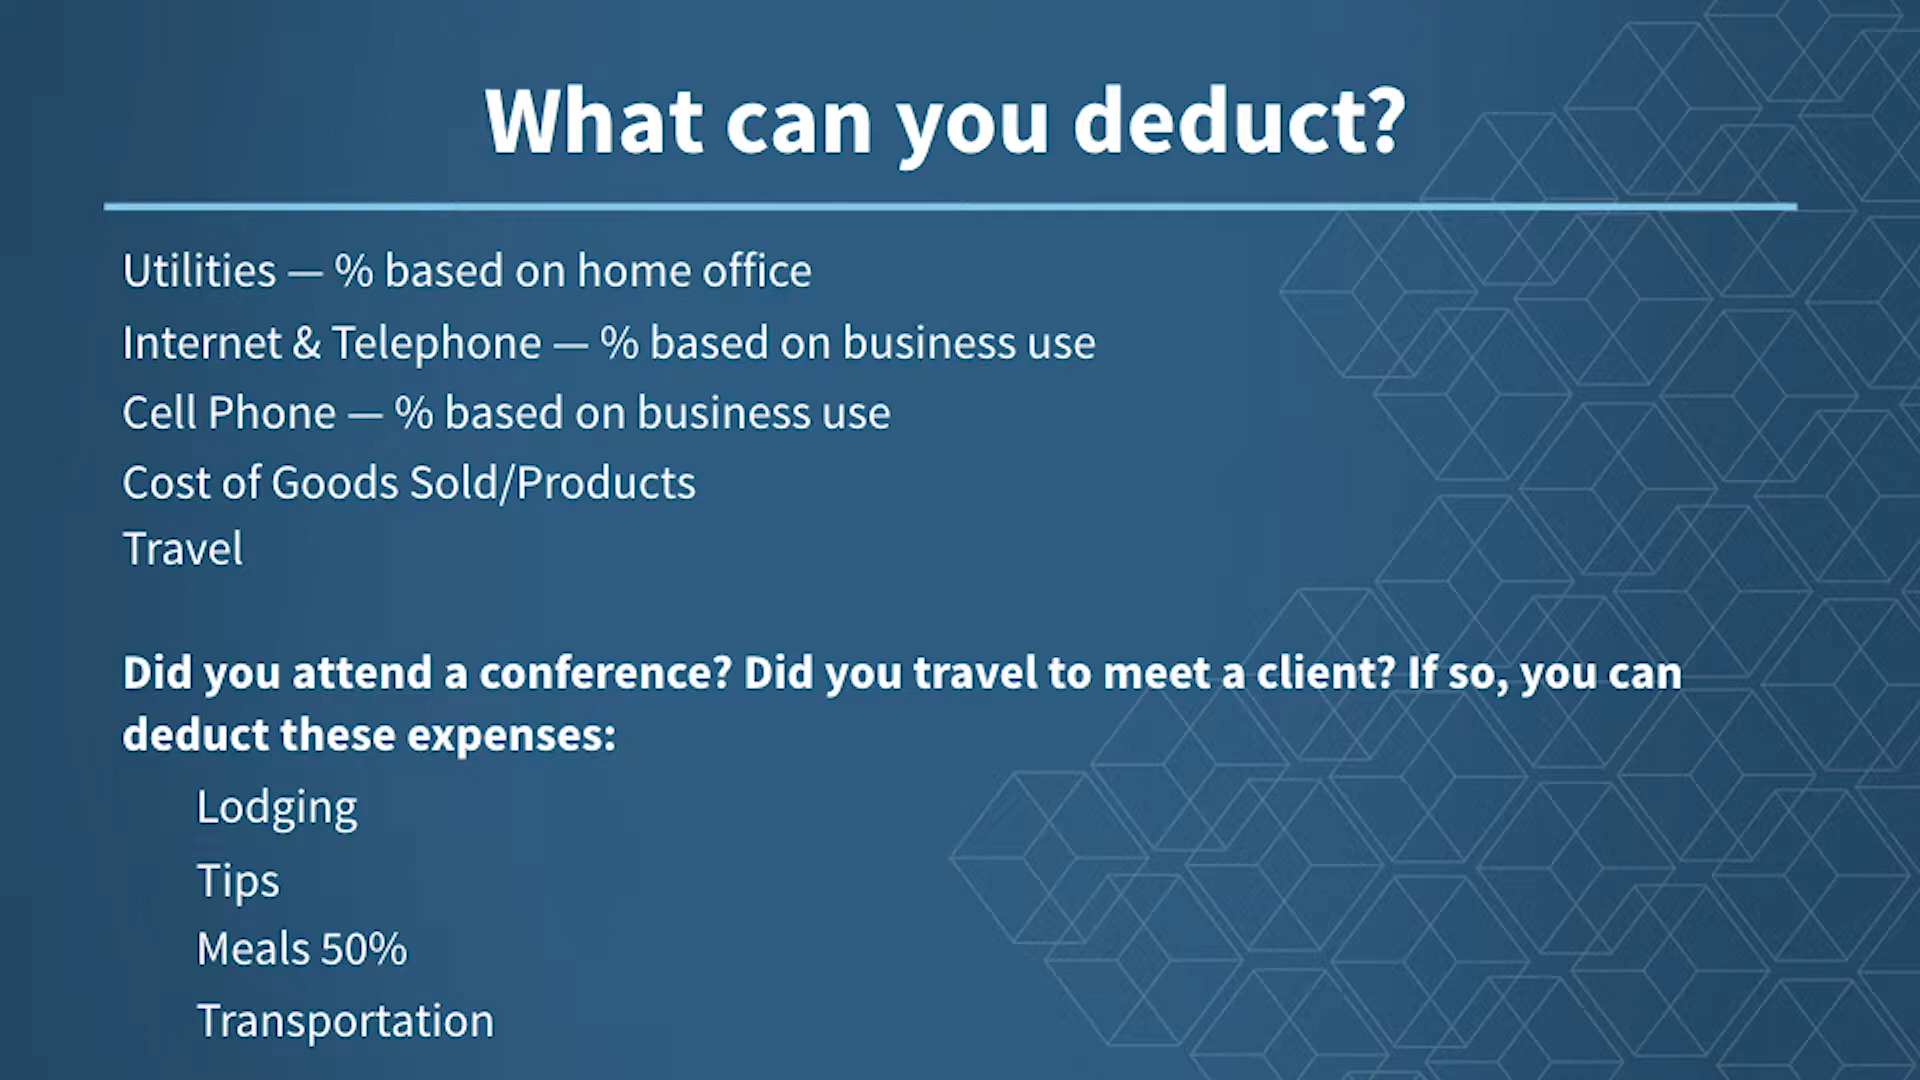 What can you deduct?
Utilities — % based on home office
Internet & Telephone — % based on business use
Cell Phone — % based on business use
Cost of Goods Sold/Products
Travel
Did you attend a conference? Did you travel to meet a client? If so, you can
deduct these expenses:
Lodging
Tips
Meals 50%
Transportation